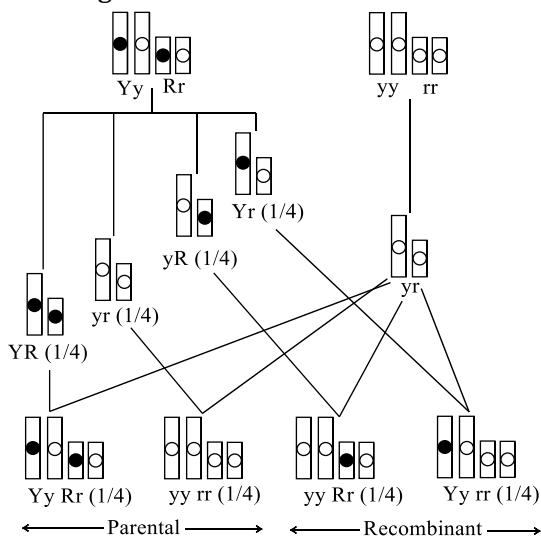 Yy Rr
yy rr
Yr (1/4)
yR (1/4)
yr
yr (1/4)
YR (1/4)
Yy Rr (1/4)
yy rr (1/4)
yy Rr (1/4)
Yy rr (1/4)
Parental
Recombinant